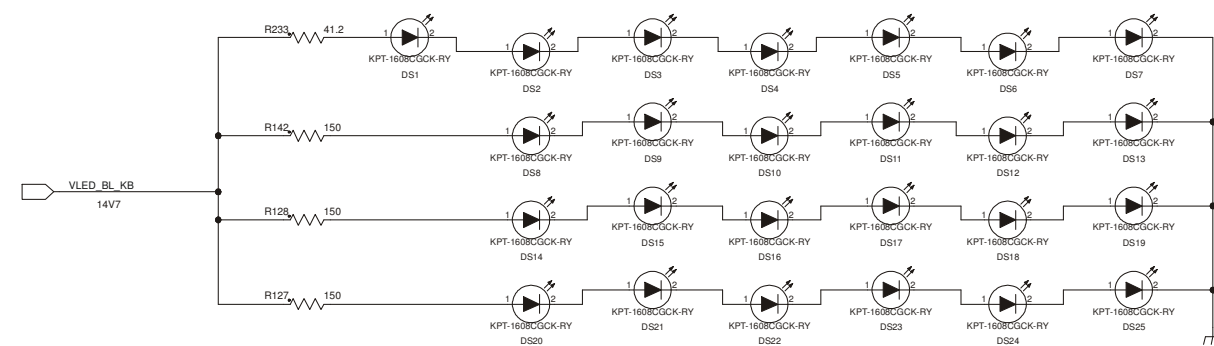 R233 41.2 1 2 1 2 1 2 1 2 1 2 1 2 1 2
KPT-1608CGCK-RY KPT-1608CGCK-RY KPT-1608CGCK-RY KPT-1608CGCK-RY KPT-1608CGCK-RY KPT-1608CGCK-RY KPT-1608CGCK-RY
DS1 DS2 DS3 DS4 DS5 DS6 DS7
R142 150 1 2 1 2 1 2 1 2 1 2 1 2
KPT-1608CGCK-RY KPT-1608CGCK-RY KPT-1608CGCK-RY KPT-1608CGCK-RY KPT-1608CGCK-RY KPT-1608CGCK-RY
DS8 DS9 DS10 DS11 DS12 DS13
VLED_BL_KB
14V7
R128 150 1 2 1 2 1 2 1 2 1 2 1 2
KPT-1608CGCK-RY KPT-1608CGCK-RY KPT-1608CGCK-RY KPT-1608CGCK-RY KPT-1608CGCK-RY KPT-1608CGCK-RY
DS14 DS15 DS16 DS17 DS18 DS19
R127 150 1 2 1 2 1 2 1 2 1 2 1 2
KPT-1608CGCK-RY KPT-1608CGCK-RY KPT-1608CGCK-RY KPT-1608CGCK-RY KPT-1608CGCK-RY KPT-1608CGCK-RY
DS20 DS21 DS22 DS23 DS24 DS25